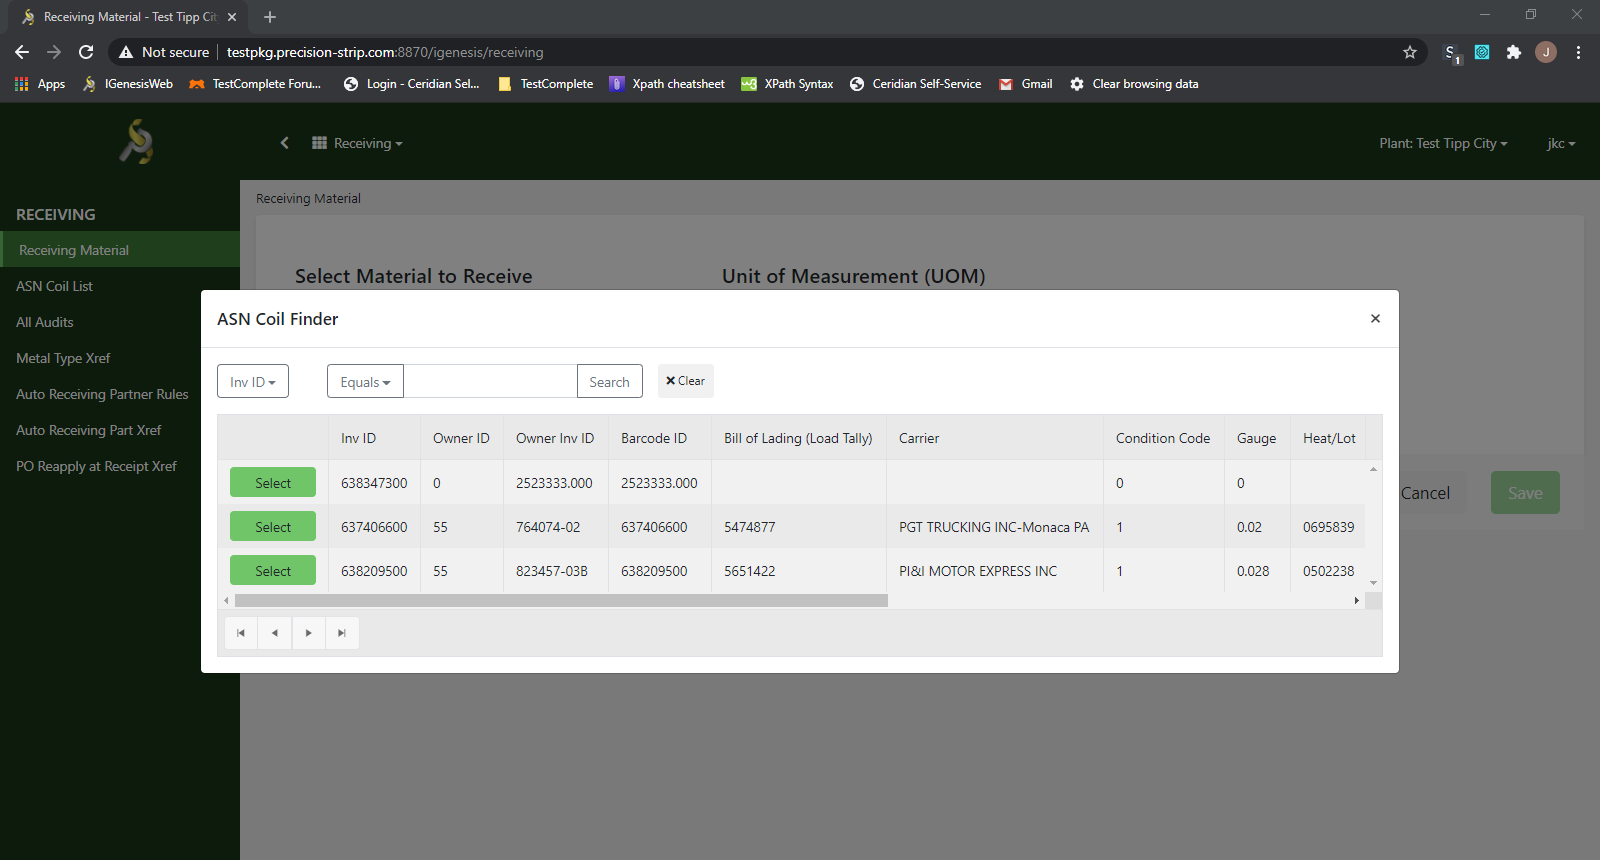 Receiving Material - Test Tipp Cit
Not secure testpkg.precision-strip.com:8870/igenesis/receiving
S 1 J
Apps IGenesisWeb TestComplete Foru... Login - Ceridian Sel... TestComplete Xpath cheatsheet XPath Syntax Ceridian Self-Service Gmail Clear browsing data
Receiving Plant: Test Tipp City jkc
Receiving Material
RECEIVING
Receiving Material
ASN Coil List
All Audits
Metal Type Xref
Auto Receiving Partner Rules
Auto Receiving Part Xref
PO Reapply at Receipt Xref
Select Material to Receive Unit of Measurement (UOM)
ASN Coil Finder
Inv ID Equals Search Clear
Inv ID Owner ID Owner Inv ID Barcode ID Bill of Lading (Load Tally) Carrier Condition Code Gauge Heat/Lot
Select 638347300 0 2523333.000 2523333.000 0 0
Select 637406600 55 764074-02 637406600 5474877 PGT TRUCKING INC-Monaca PA 1 0.02 0695839
Select 638209500 55 823457-03B 638209500 5651422 PI&I MOTOR EXPRESS INC 1 0.028 0502238
Cancel Save